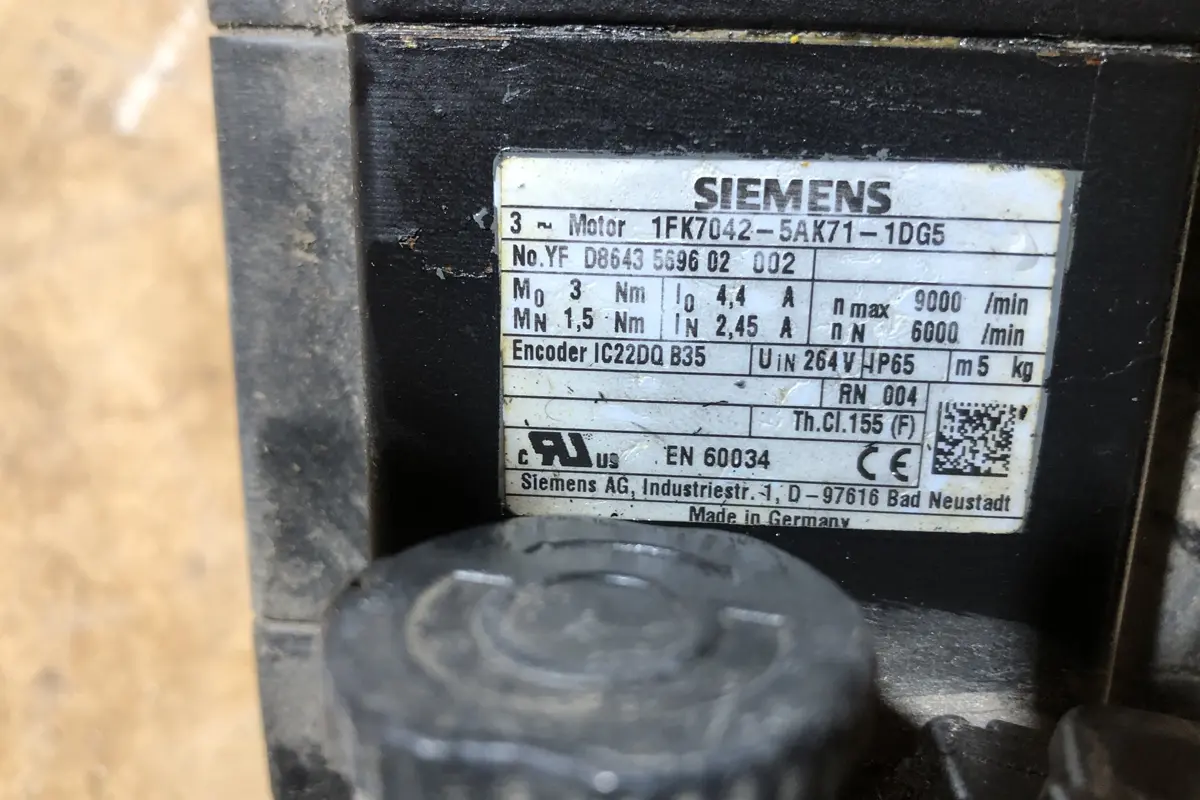 SIEMENS
3 ~ Motor 1FK7042-5AK71-1DG5
No.YF D8643 5696 02 002
M0 3 Nm I0 4,4 A nmax 9000 /min
MN 1,5 Nm IN 2,45 A nN 6000 /min
Encoder IC22DQ B35 UIN 264 V IP65 m 5 kg
RN 004
Th.Cl.155 (F)
c RU us EN 60034 CE
Siemens AG, Industriestr. 1, D-97616 Bad Neustadt
Made in Germany